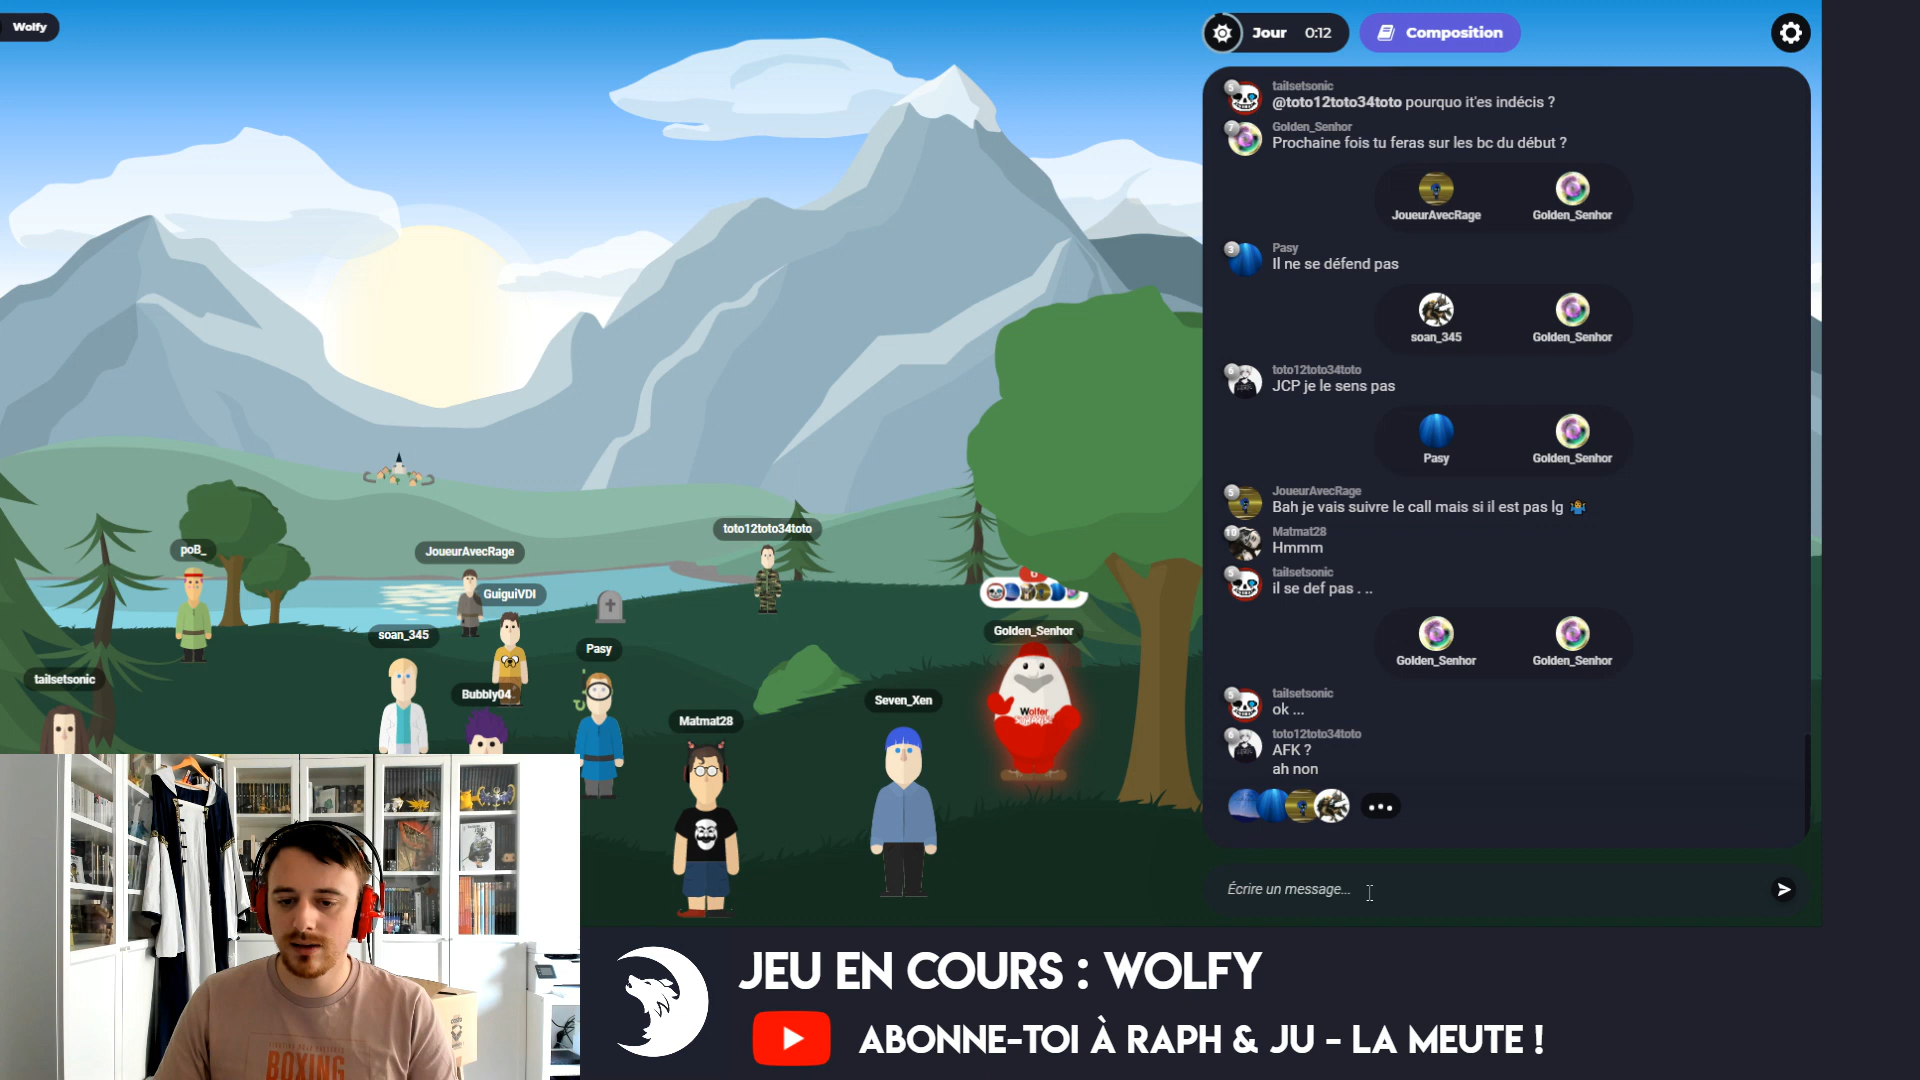 Wolfy
Jour 0:12
Composition
tailsetsonic
@toto12toto34toto pourquo it'es indécis ?
Golden_Senhor
Prochaine fois tu feras sur les bc du début ?
JoueurAvecRage Golden_Senhor
Pasy
Il ne se défend pas
soan_345 Golden_Senhor
toto12toto34toto
JCP je le sens pas
Pasy Golden_Senhor
JoueurAvecRage
Bah je vais suivre le call mais si il est pas lg
Matmat28
Hmmm
tailsetsonic
il se def pas . ..
Golden_Senhor Golden_Senhor
tailsetsonic
ok ...
toto12toto34toto
AFK ?
ah non
Écrire un message...
toto12toto34toto
poB_
JoueurAvecRage
GuiguiVDI
soan_345
Golden_Senhor
Pasy
tailsetsonic
Bubbly04
Seven_Xen
Matmat28
Wolfer
BOXING
JEU EN COURS : WOLFY
ABONNE-TOI À RAPH & JU - LA MEUTE !